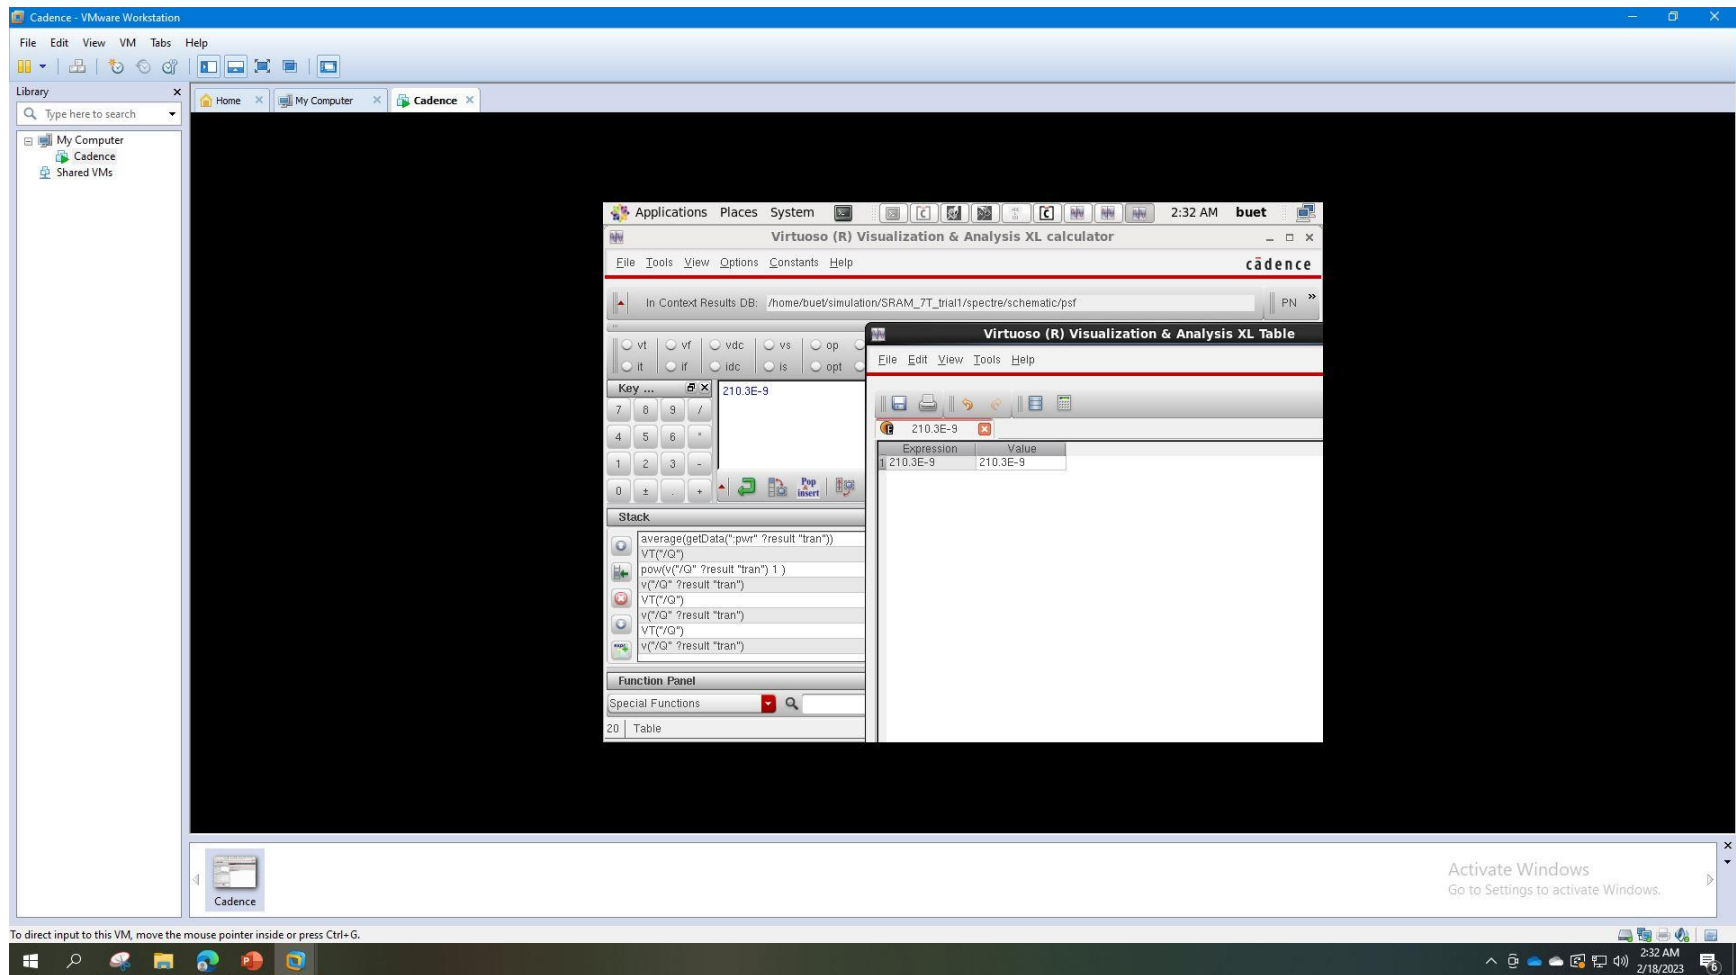 Cadence - VMware Workstation
File Edit View VM Tabs Help
Library
Type here to search
My Computer
Cadence
Shared VMs
Home
My Computer
Cadence
Applications Places System
2:32 AM buet
Virtuoso (R) Visualization & Analysis XL calculator
File Tools View Options Constants Help
cādence
In Context Results DB: /home/buet/simulation/SRAM_7T_trial1/spectre/schematic/psf
PN »
vt vf vdc vs op
it if idc is opt
Key ...
210.3E-9
7 8 9 /
4 5 6 *
1 2 3 -
0 ± . +
Pop
insert
Stack
average(getData(":pwr" ?result "tran"))
VT("/Q")
pow(v("/Q" ?result "tran") 1 )
v("/Q" ?result "tran")
VT("/Q")
v("/Q" ?result "tran")
VT("/Q")
v("/Q" ?result "tran")
Function Panel
Special Functions
20 Table
Virtuoso (R) Visualization & Analysis XL Table
File Edit View Tools Help
210.3E-9
Expression Value
1 210.3E-9 210.3E-9
Cadence
Activate Windows
Go to Settings to activate Windows.
To direct input to this VM, move the mouse pointer inside or press Ctrl+G.
2:32 AM
2/18/2023
6